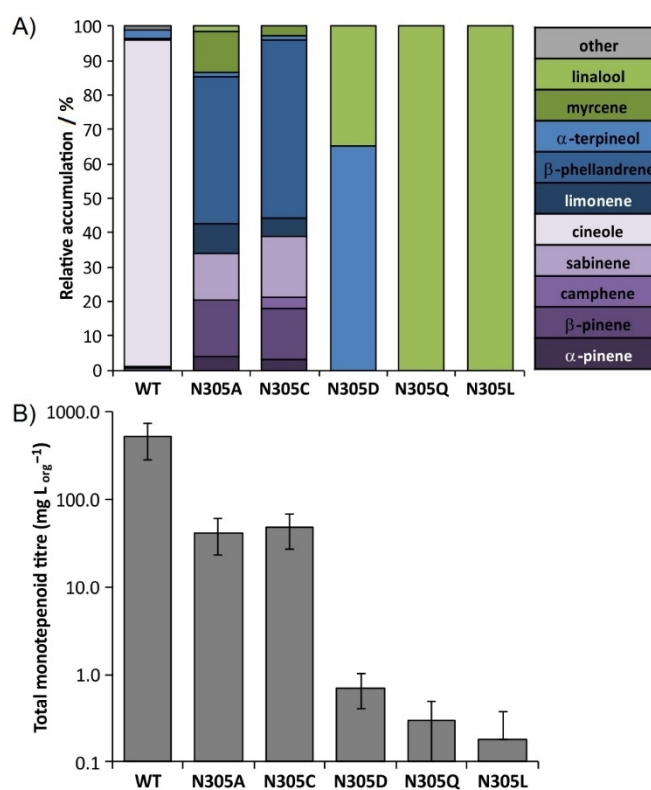 A)
Relative accumulation / %
100
90
80
70
60
50
40
30
20
10
0
WT N305A N305C N305D N305Q N305L
other
linalool
myrcene
α-terpineol
β-phellandrene
limonene
cineole
sabinene
camphene
β-pinene
α-pinene
B)
Total monotepenoid titre (mg L org⁻¹)
1000.0
100.0
10.0
1.0
0.1
WT N305A N305C N305D N305Q N305L